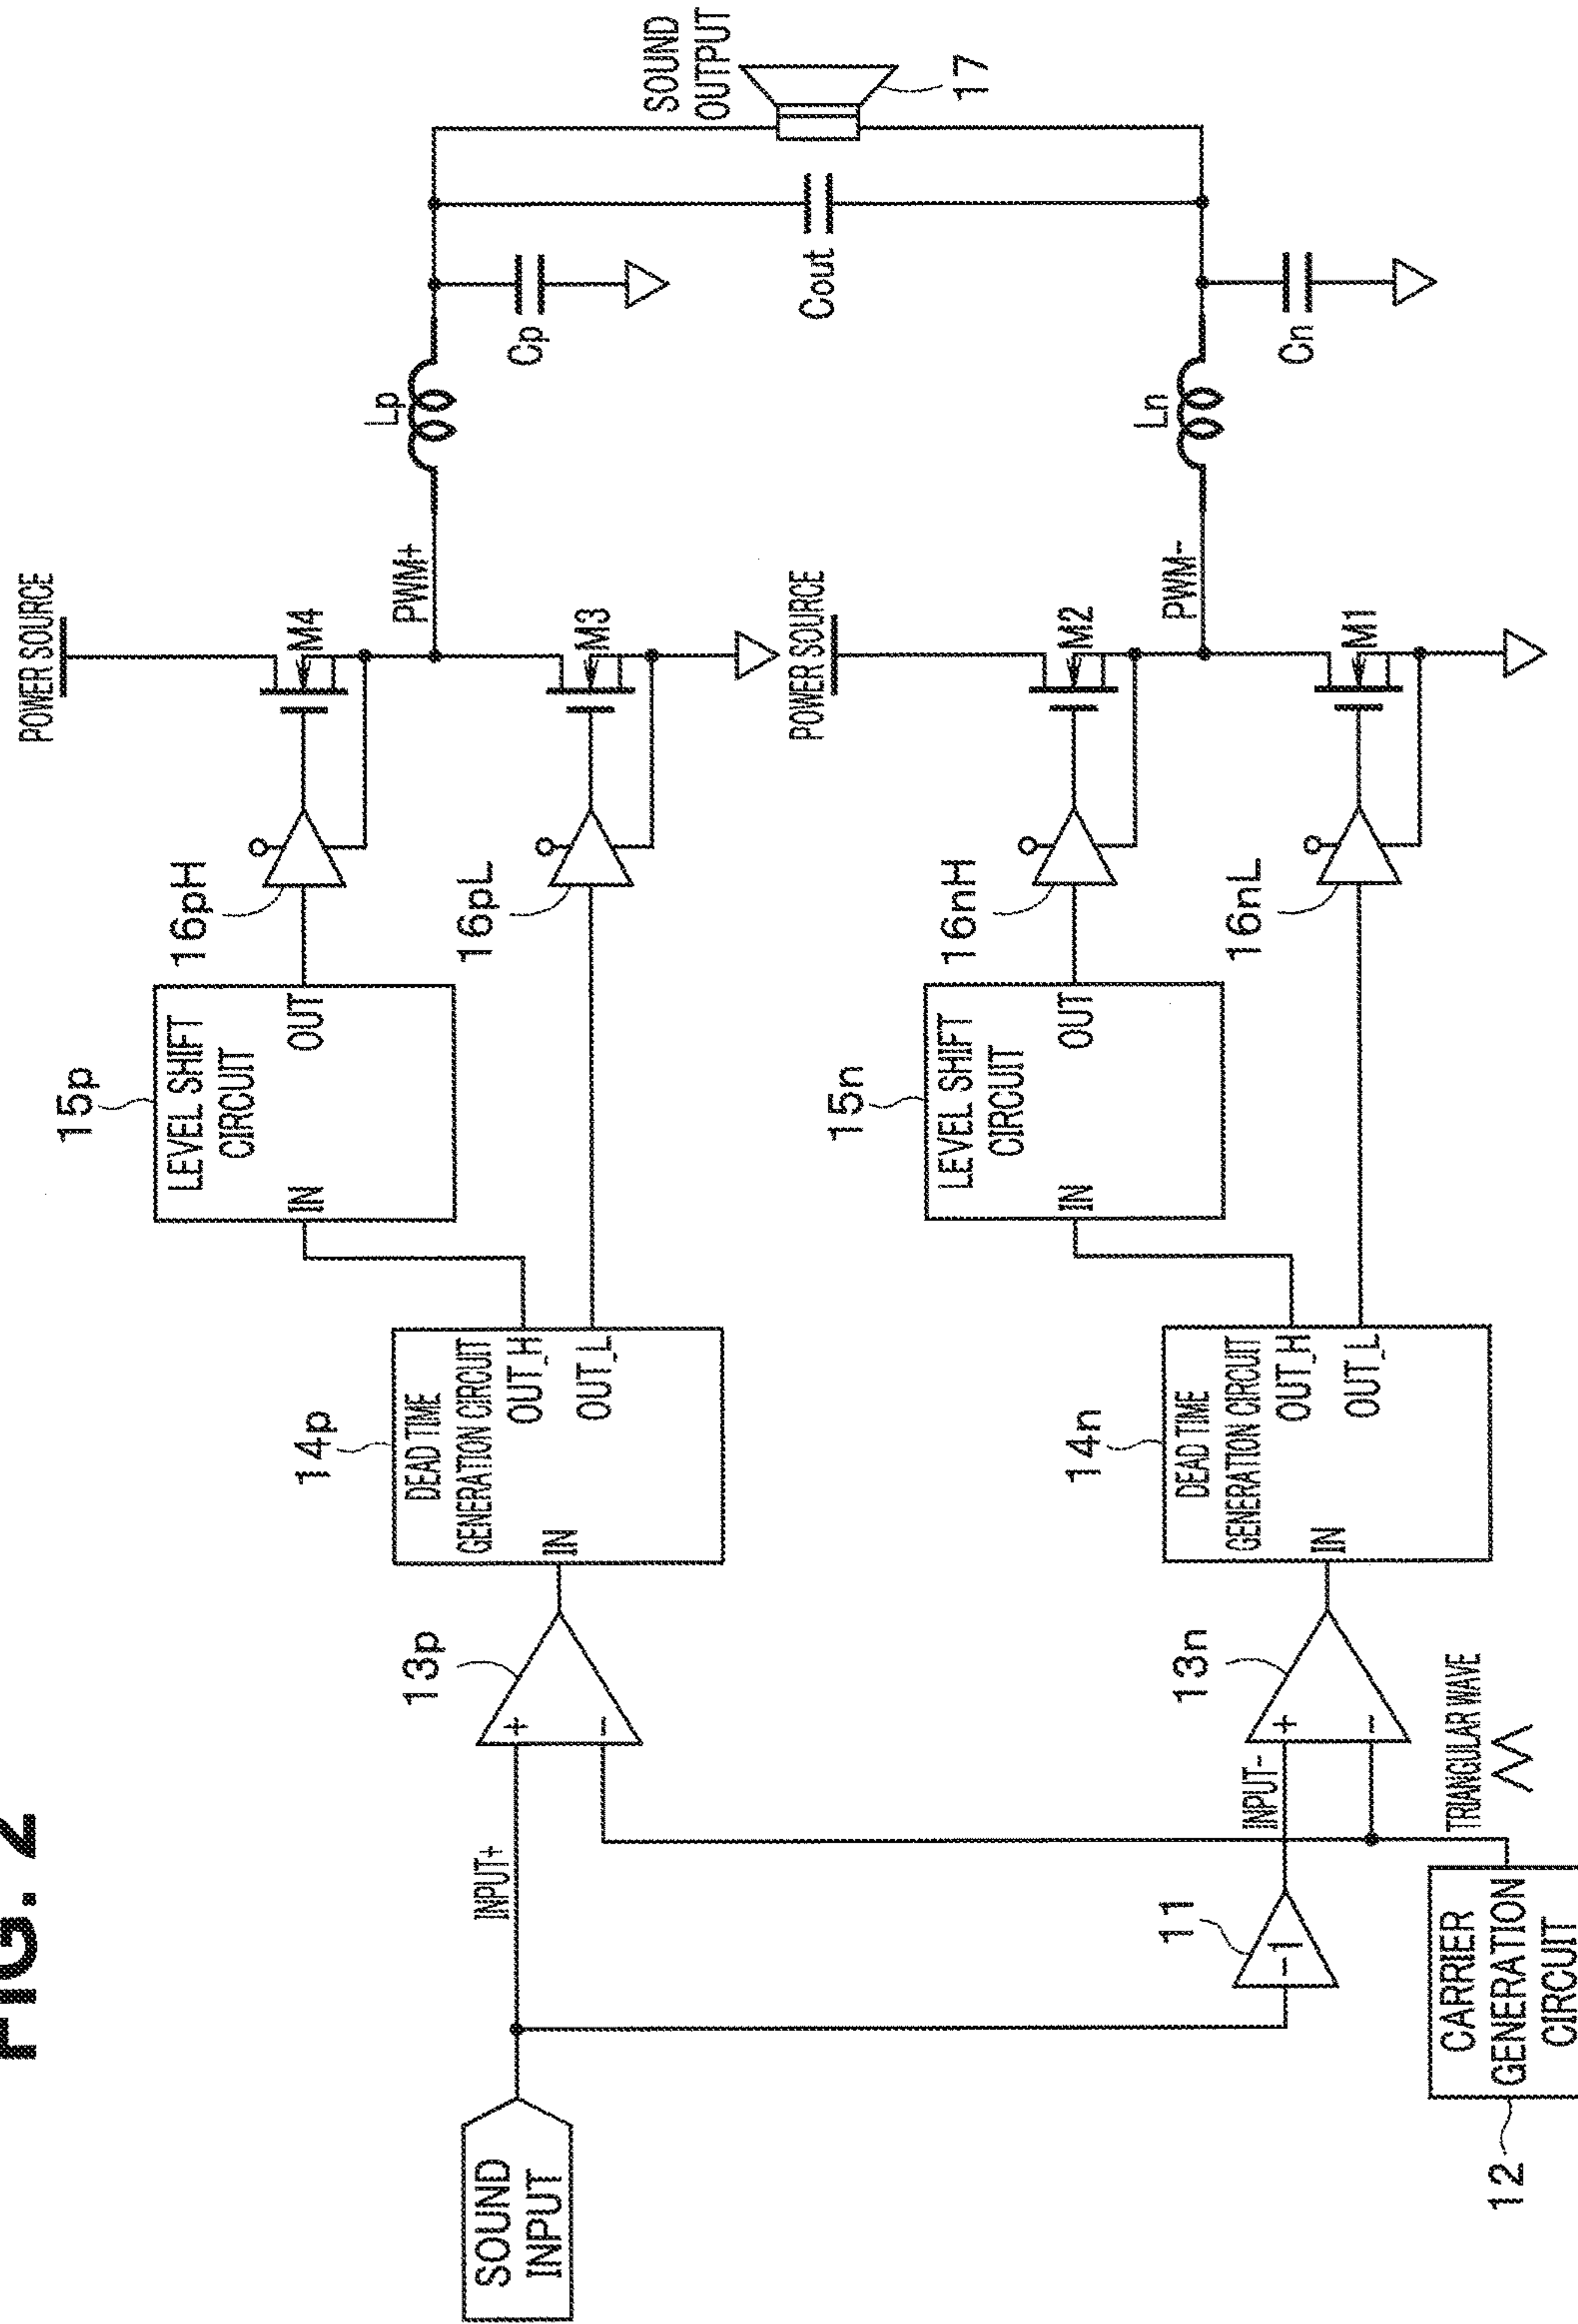 FIG. 2
SOUND
INPUT
INPUT+
11
-1
12
CARRIER
GENERATION
CIRCUIT
TRIANGULAR WAVE
INPUT-
13p
+
-
13n
+
-
14p
DEAD TIME
GENERATION CIRCUIT
IN
OUT_H
OUT_L
14n
DEAD TIME
GENERATION CIRCUIT
IN
OUT_H
OUT_L
15p
LEVEL SHIFT
CIRCUIT
IN
OUT
15n
LEVEL SHIFT
CIRCUIT
IN
OUT
16pH
16pL
16nH
16nL
POWER SOURCE
M4
PWM+
M3
POWER SOURCE
M2
PWM-
M1
Lp
Cp
Ln
Cn
Cout
SOUND
OUTPUT
17